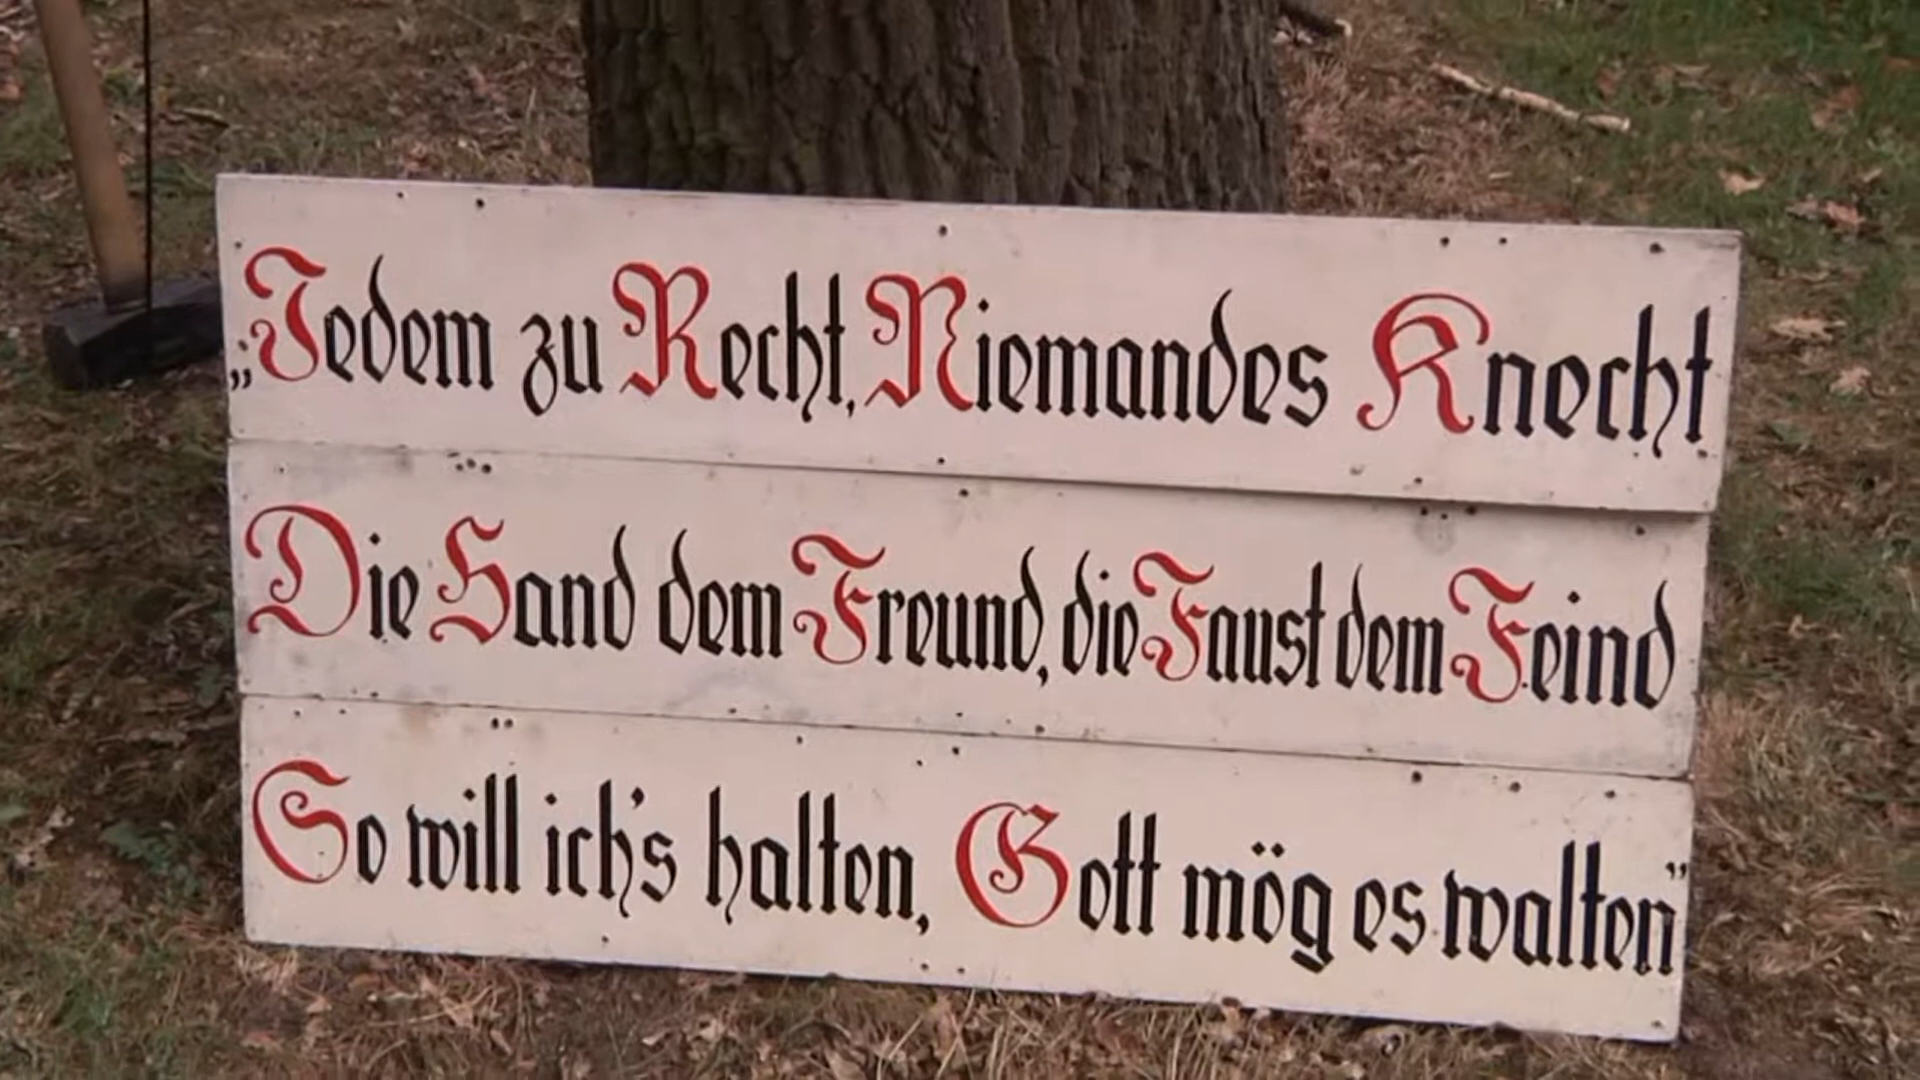 „Jedem zu Recht, Niemandes Knecht
Die Hand dem Freund, die Faust dem Feind
So will ich's halten, Gott mög es walten”